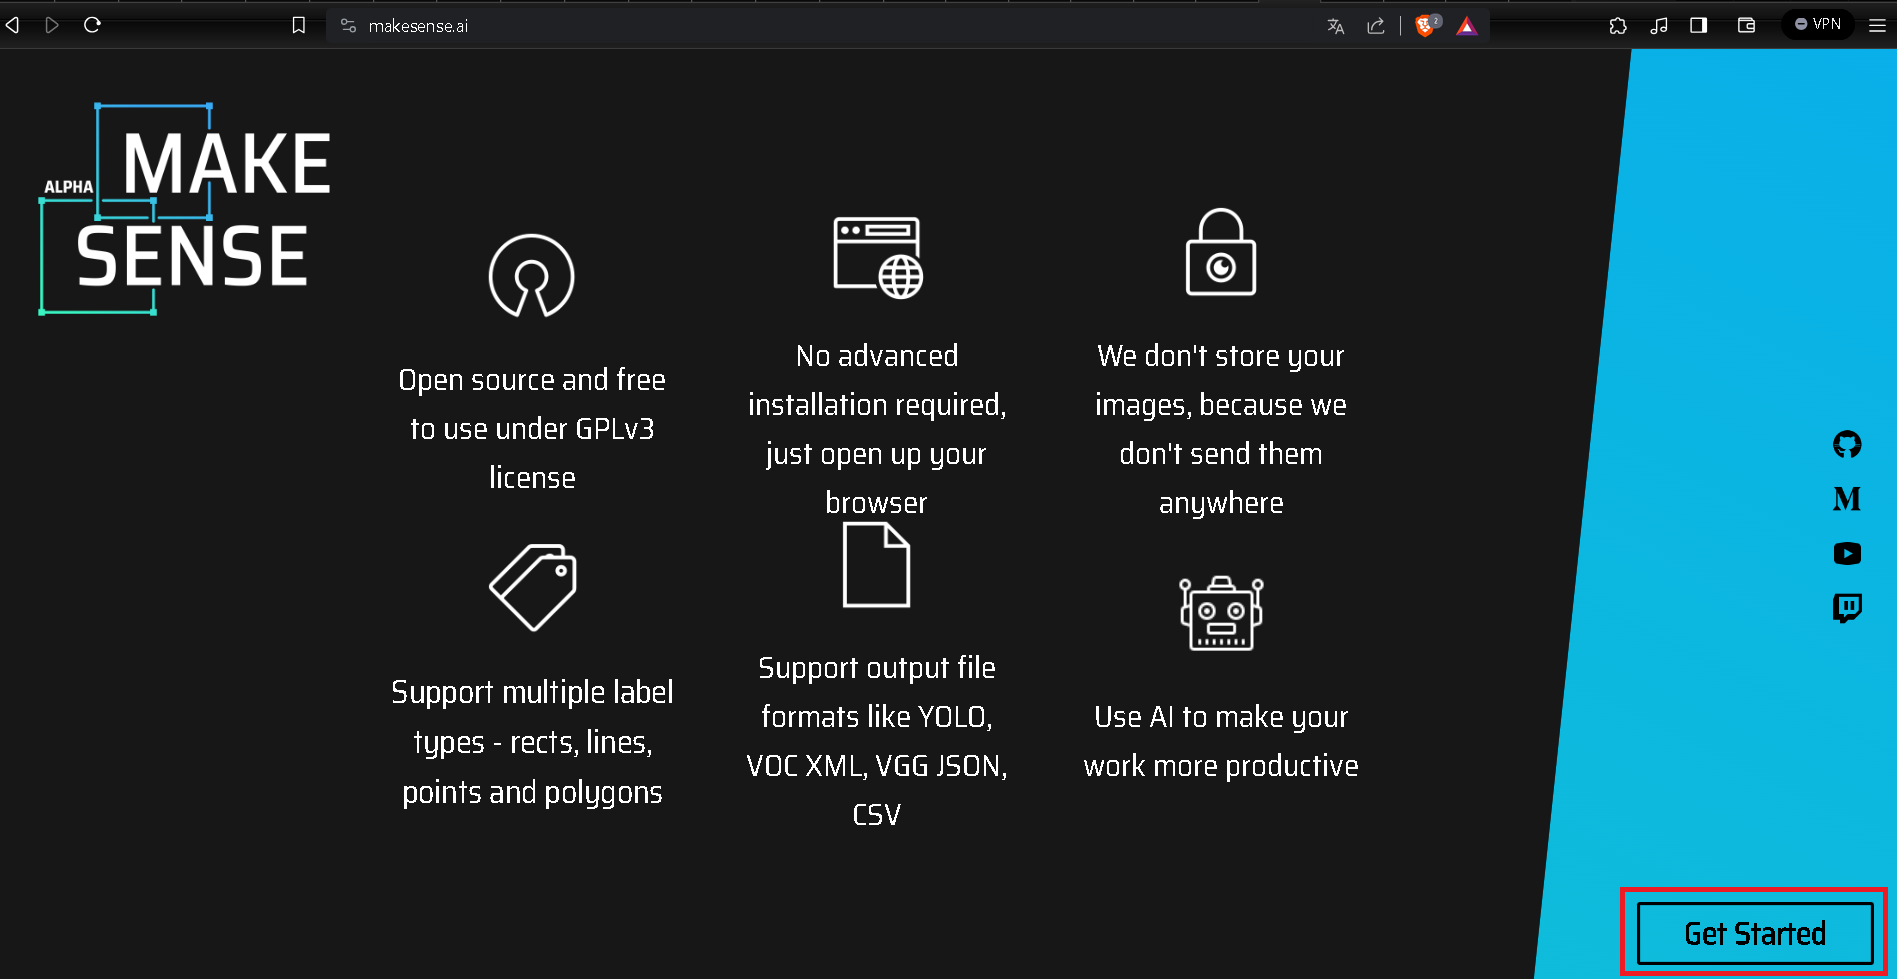 makesense.ai
2
VPN
ALPHA
MAKE
SENSE
Open source and free
to use under GPLv3
license
No advanced
installation required,
just open up your
browser
We don't store your
images, because we
don't send them
anywhere
Support multiple label
types - rects, lines,
points and polygons
Support output file
formats like YOLO,
VOC XML, VGG JSON,
CSV
Use AI to make your
work more productive
M
Get Started